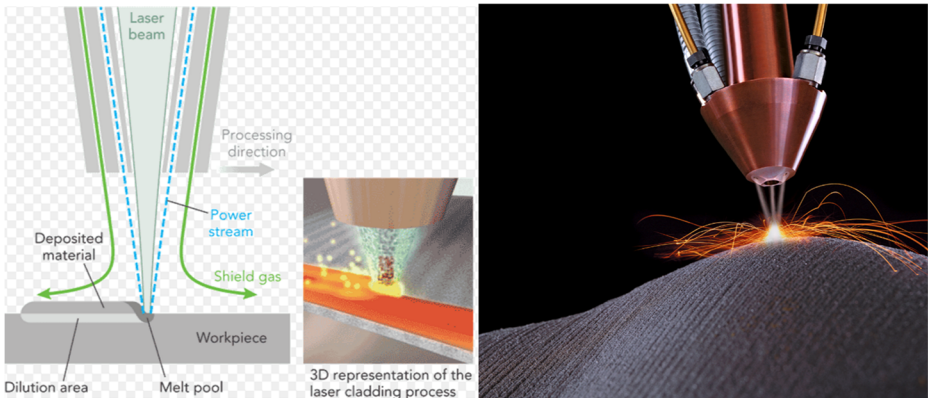 Laser
beam
Processing
direction
Power
stream
Deposited
material
Shield gas
Workpiece
Dilution area
Melt pool
3D representation of the
laser cladding process